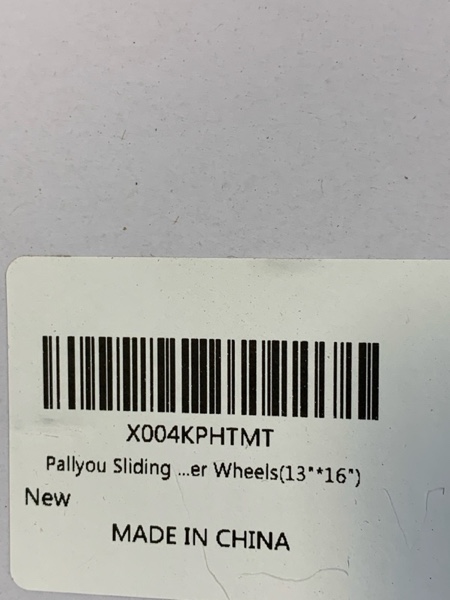 X004KPHTMT
Pallyou Sliding ...er Wheels(13"*16")
New
MADE IN CHINA